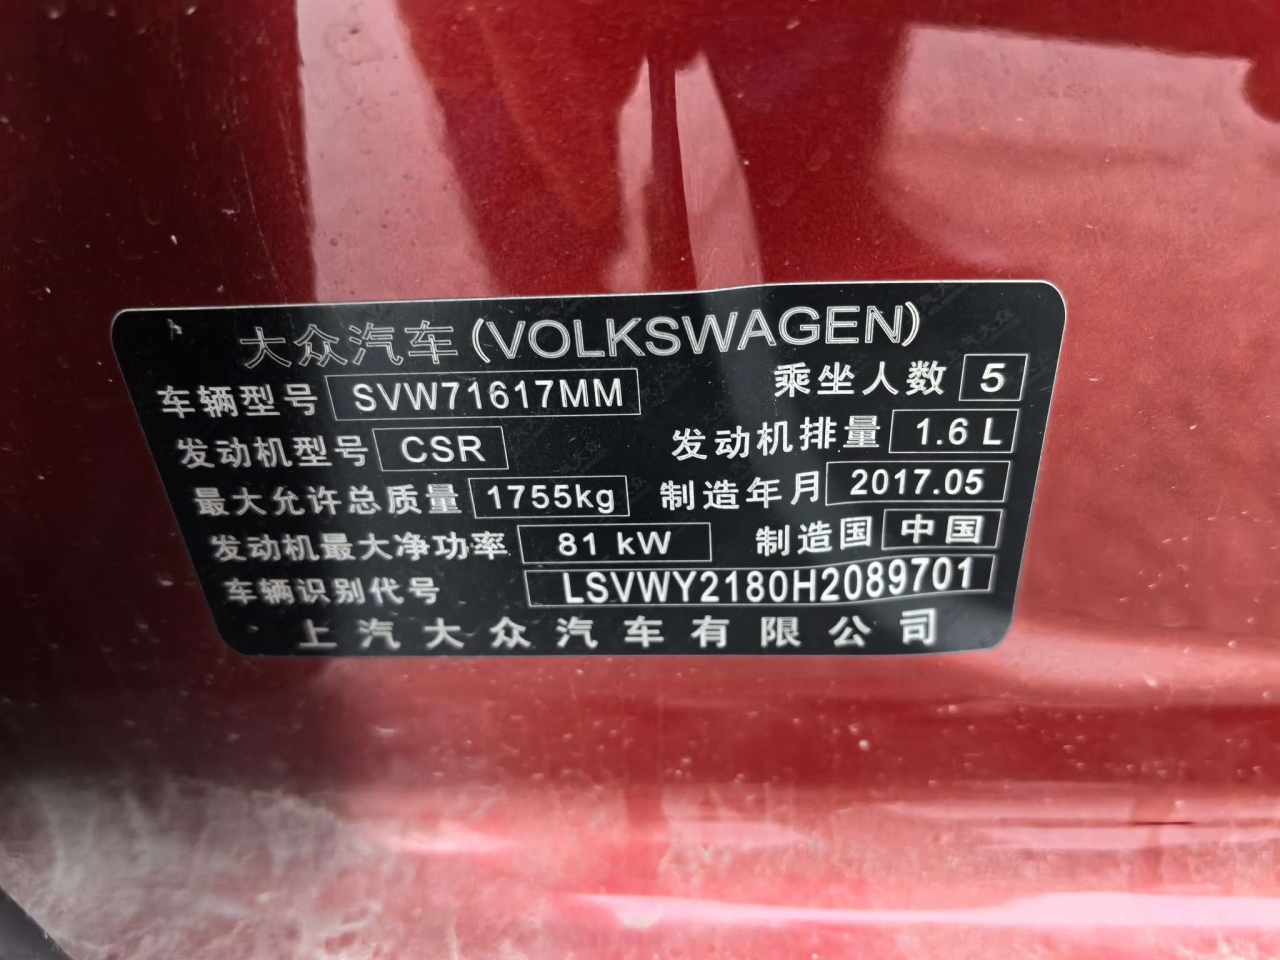 大众汽车(VOLKSWAGEN)
车辆型号 SVW71617MM 乘坐人数 5
发动机型号 CSR 发动机排量 1.6 L
最大允许总质量 1755kg 制造年月 2017.05
发动机最大净功率 81 kW 制造国 中国
车辆识别代号 LSVWY2180H2089701
上汽大众汽车有限公司